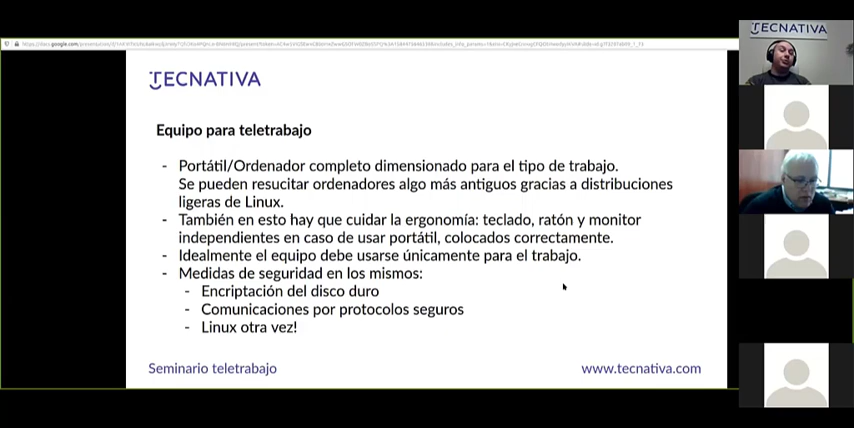 TECNATIVA
Equipo para teletrabajo
- Portátil/Ordenador completo dimensionado para el tipo de trabajo.
Se pueden resucitar ordenadores algo más antiguos gracias a distribuciones
ligeras de Linux.
- También en esto hay que cuidar la ergonomía: teclado, ratón y monitor
independientes en caso de usar portátil, colocados correctamente.
- Idealmente el equipo debe usarse únicamente para el trabajo.
- Medidas de seguridad en los mismos:
- Encriptación del disco duro
- Comunicaciones por protocolos seguros
- Linux otra vez!
Seminario teletrabajo
www.tecnativa.com
TECNATIVA